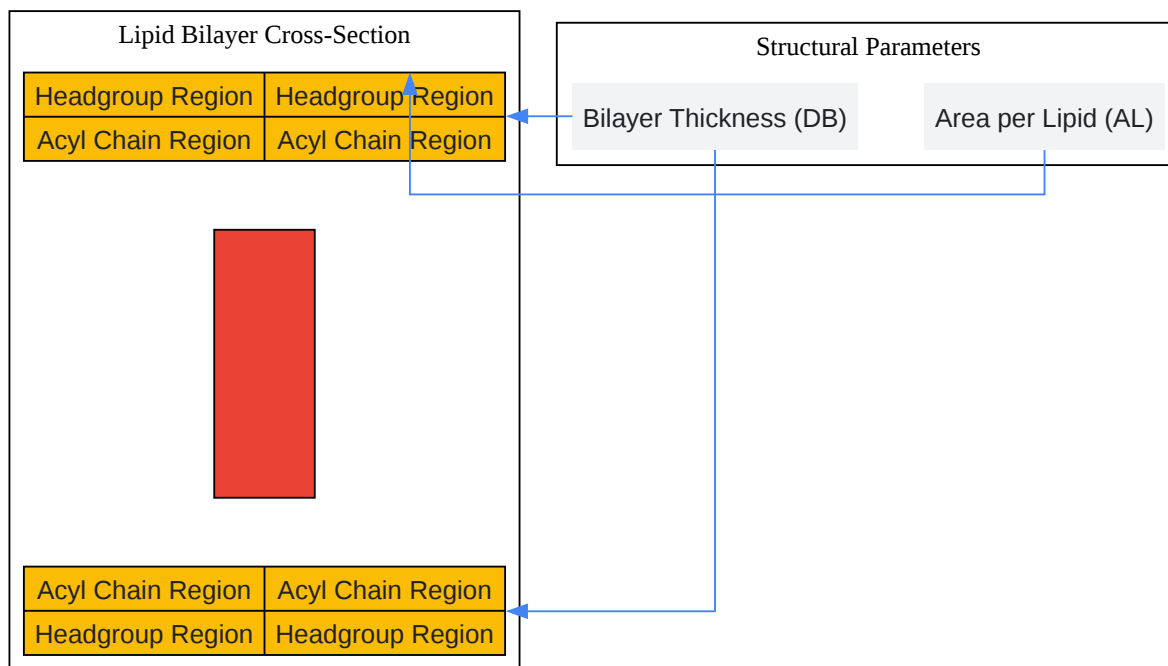 Lipid Bilayer Cross-Section
Headgroup Region Headgroup Region
Acyl Chain Region Acyl Chain Region
Acyl Chain Region Acyl Chain Region
Headgroup Region Headgroup Region
Structural Parameters
Bilayer Thickness (DB) Area per Lipid (AL)